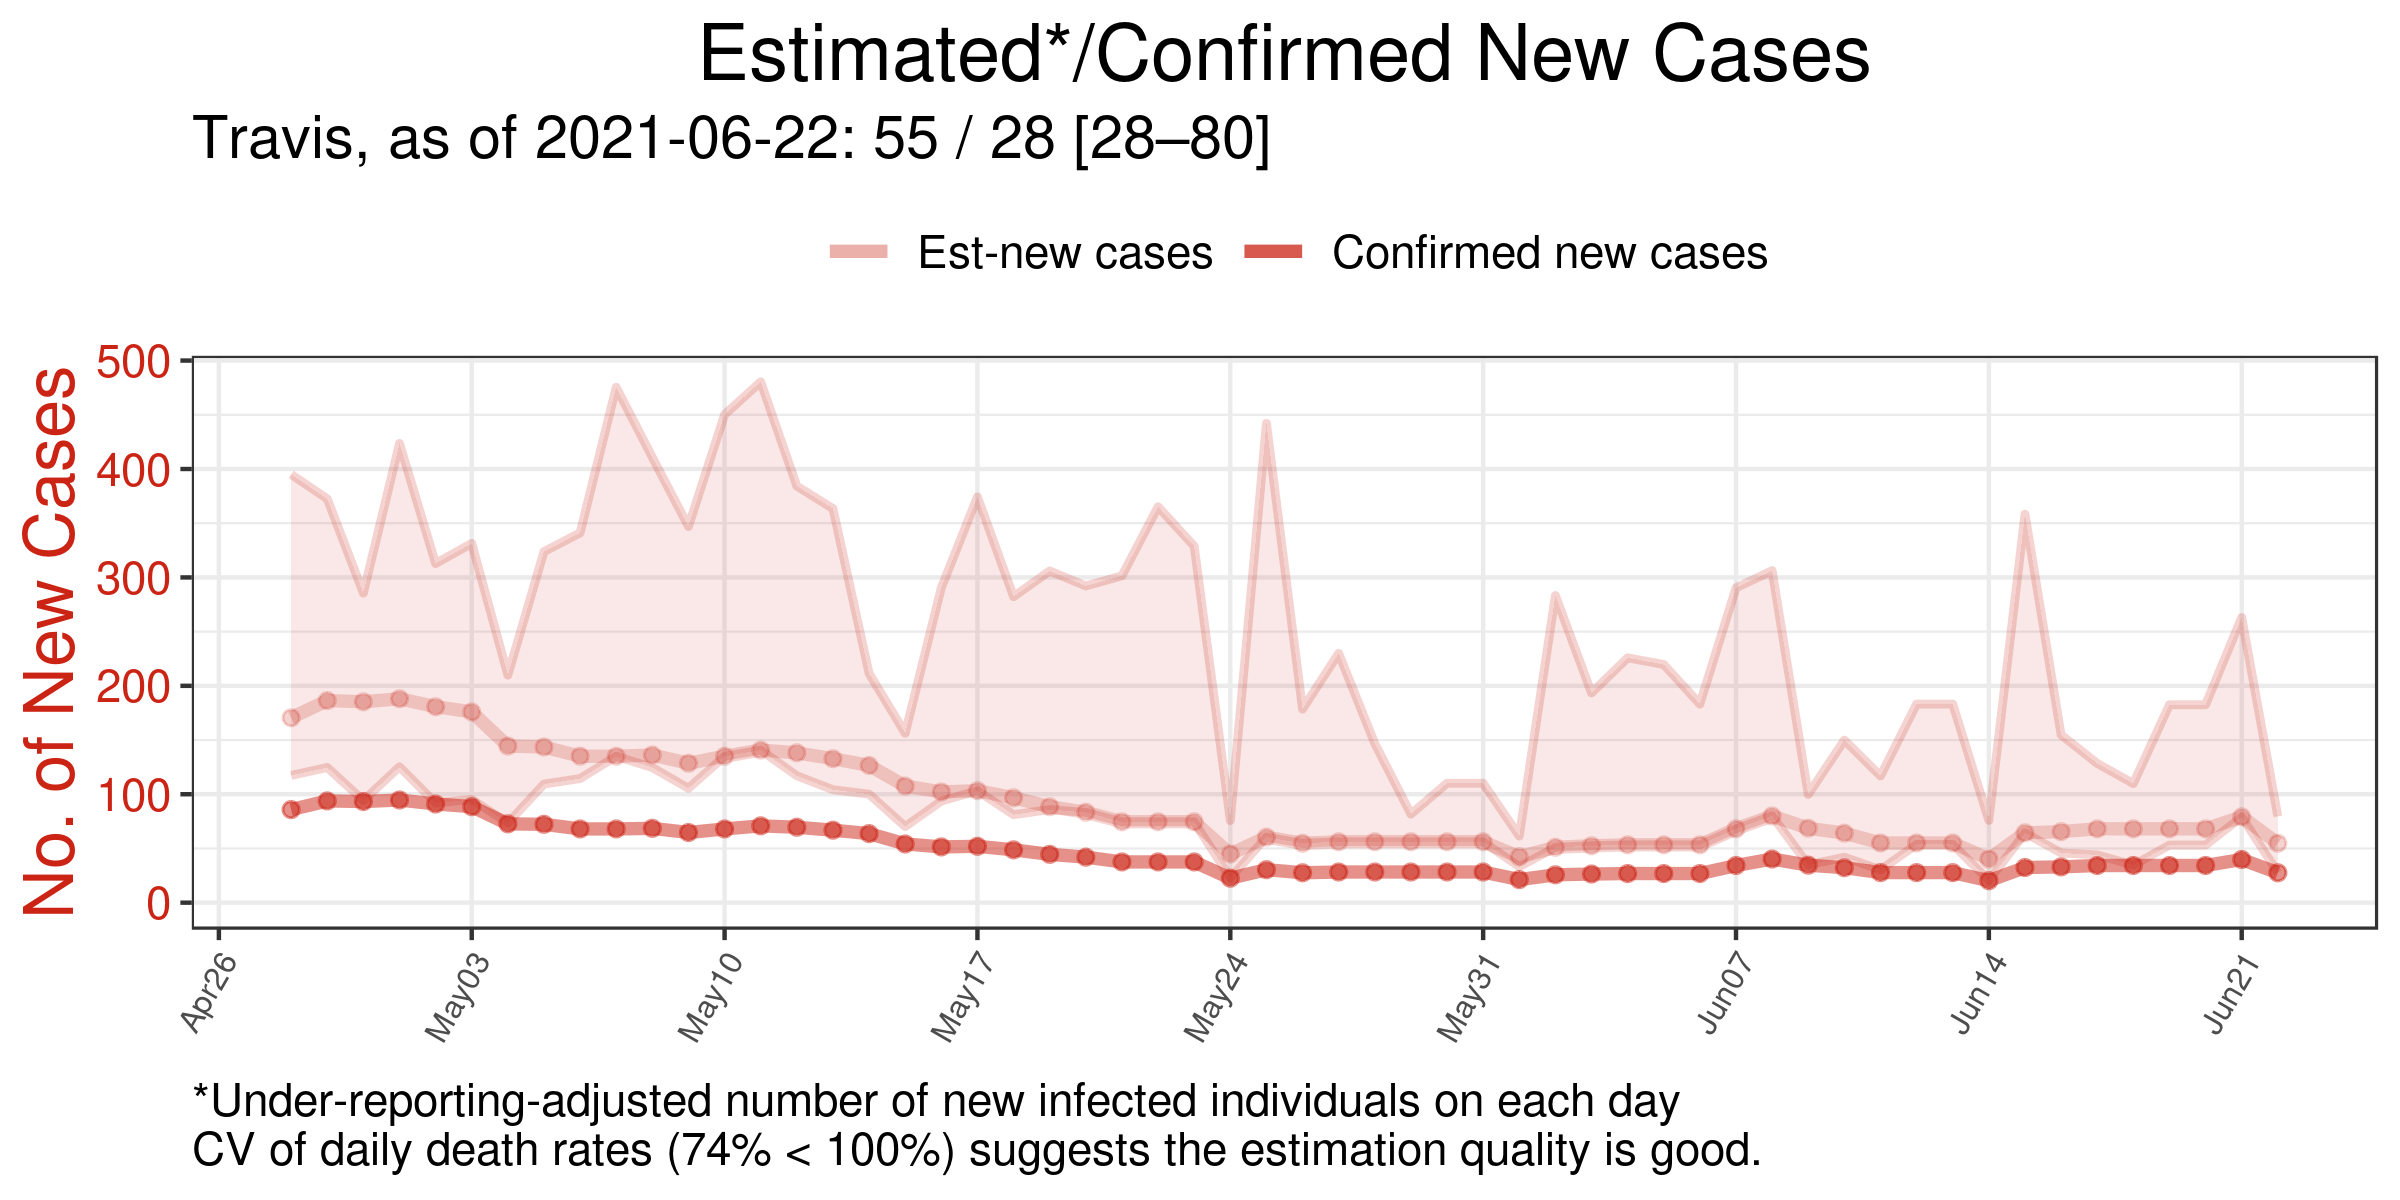 Estimated*/Confirmed New Cases
Travis, as of 2021-06-22: 55 / 28 [28–80]
Est-new cases
Confirmed new cases
No. of New Cases
500
400
300
200
100
0
Apr26
May03
May10
May17
May24
May31
Jun07
Jun14
Jun21
*Under-reporting-adjusted number of new infected individuals on each day
CV of daily death rates (74% < 100%) suggests the estimation quality is good.